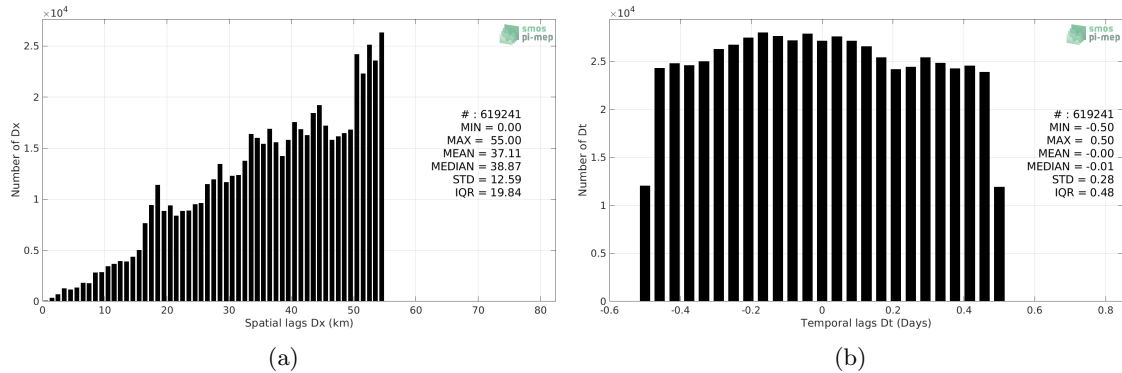 ×10⁴
2.5
2
1.5
1
0.5
0
0 10 20 30 40 50 60 70 80
Number of Dx
Spatial lags Dx (km)
smos
pi-mep
# : 619241
MIN = 0.00
MAX = 55.00
MEAN = 37.11
MEDIAN = 38.87
STD = 12.59
IQR = 19.84
(a)
×10⁴
2.5
2
1.5
1
0.5
0
-0.6 -0.4 -0.2 0 0.2 0.4 0.6 0.8
Number of Dt
Temporal lags Dt (Days)
smos
pi-mep
# : 619241
MIN = -0.50
MAX = 0.50
MEAN = -0.00
MEDIAN = -0.01
STD = 0.28
IQR = 0.48
(b)